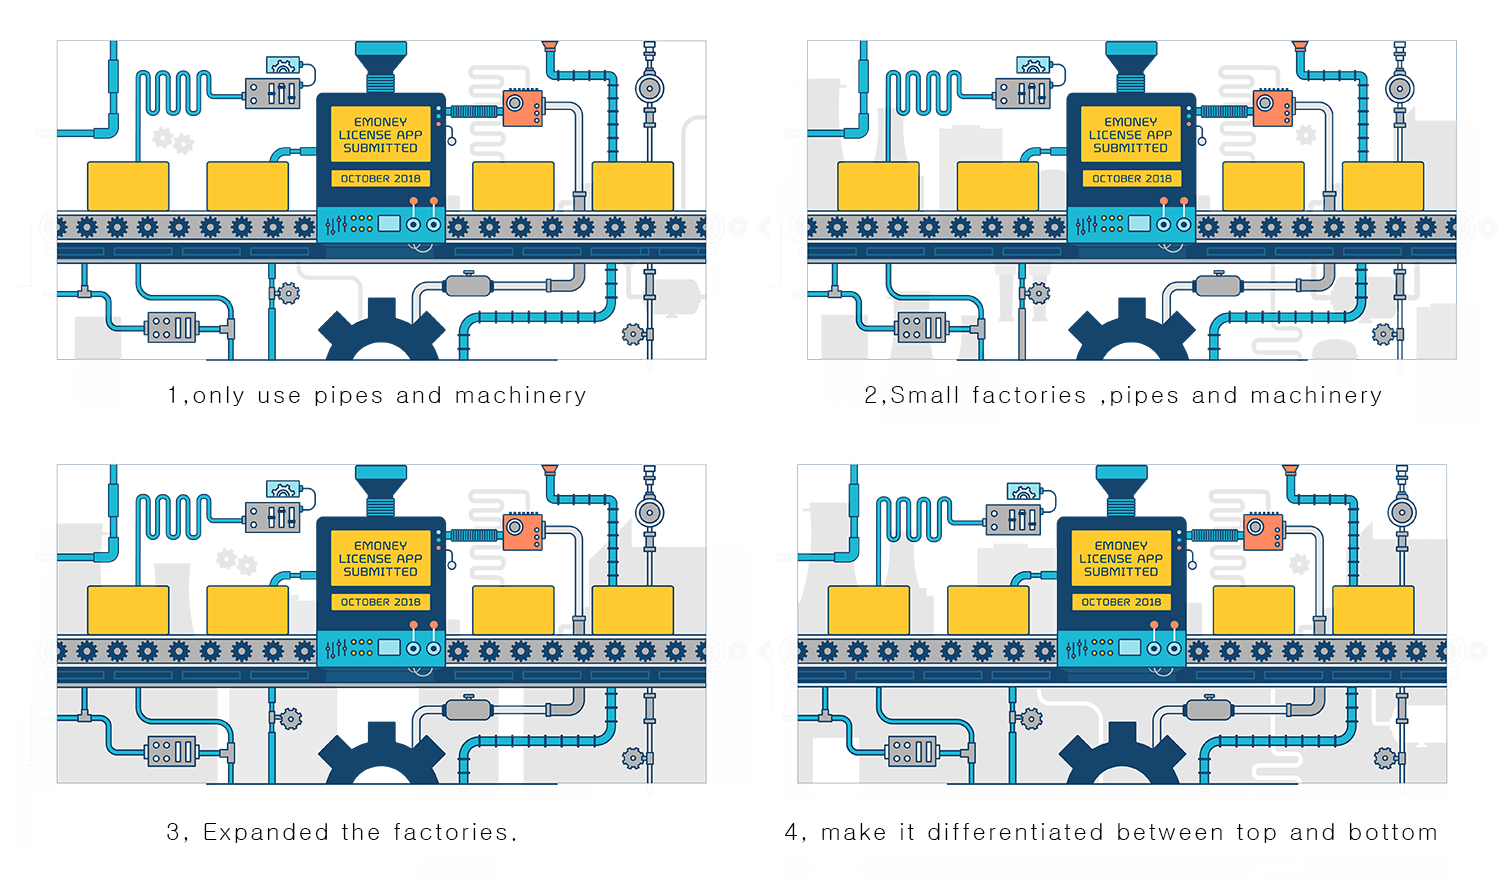 EMONEY
LICENSE APP
SUBMITTED
OCTOBER 2018
EMONEY
LICENSE APP
SUBMITTED
OCTOBER 2018
1,only use pipes and machinery
2,Small factories ,pipes and machinery
EMONEY
LICENSE APP
SUBMITTED
OCTOBER 2018
EMONEY
LICENSE APP
SUBMITTED
OCTOBER 2018
3, Expanded the factories.
4, make it differentiated between top and bottom